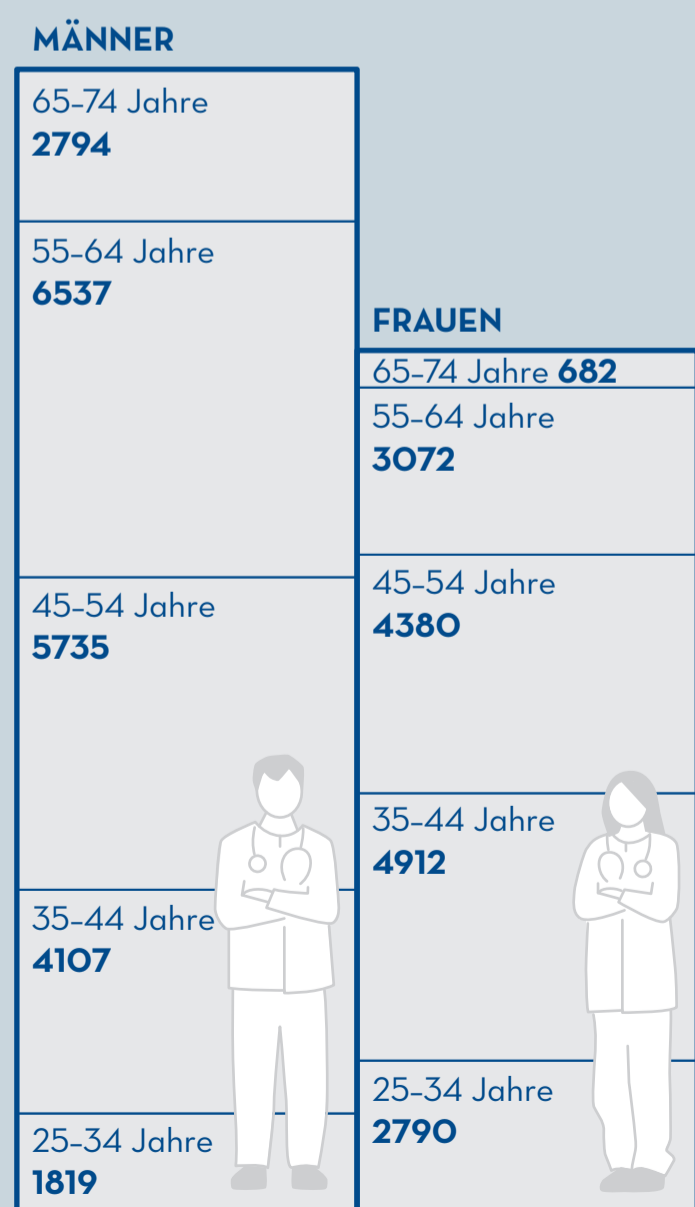 MÄNNER
65–74 Jahre
2794
55–64 Jahre
6537
45–54 Jahre
5735
35–44 Jahre
4107
25–34 Jahre
1819
FRAUEN
65–74 Jahre 682
55–64 Jahre
3072
45–54 Jahre
4380
35–44 Jahre
4912
25–34 Jahre
2790